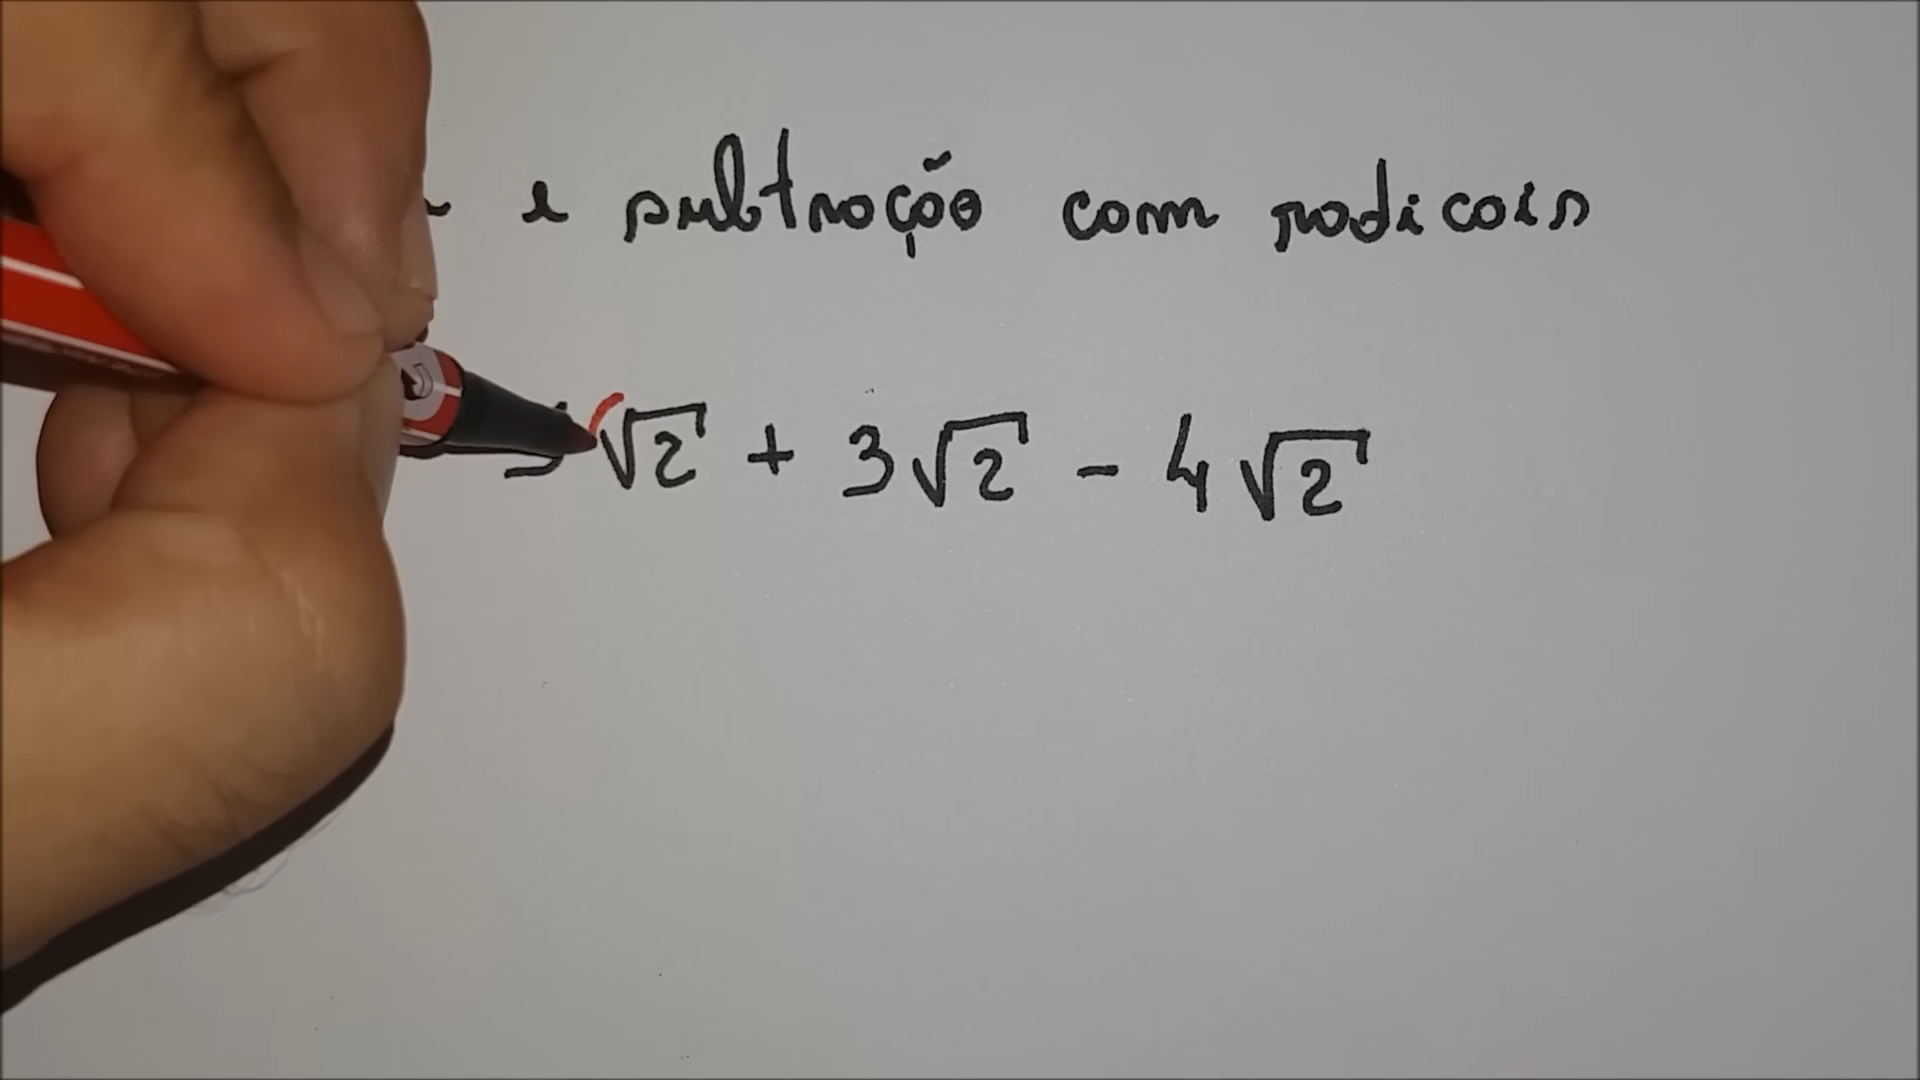 e subtração com radicais
√2 + 3√2 - 4√2